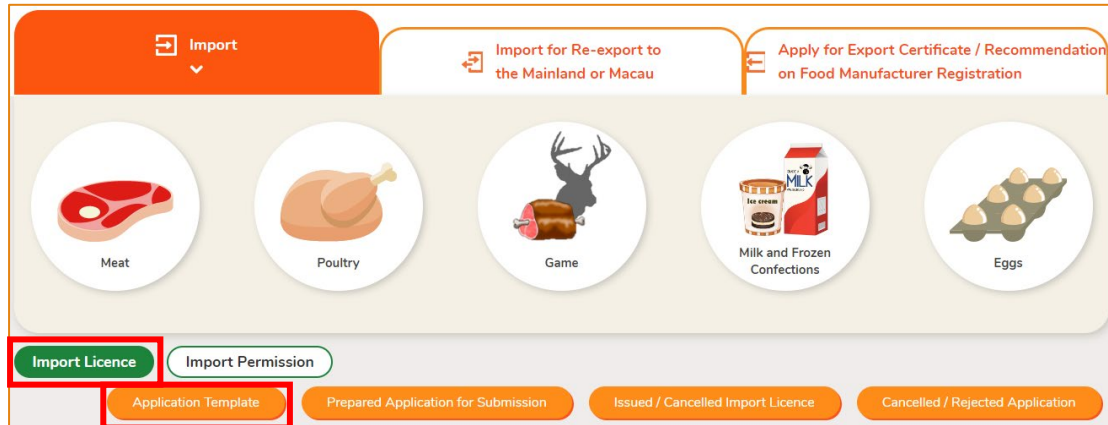 Import
Import for Re-export to
the Mainland or Macau
Apply for Export Certificate / Recommendation
on Food Manufacturer Registration
Ice cream
MILK
Meat
Poultry
Game
Milk and Frozen
Confections
Eggs
Import Licence
Import Permission
Application Template
Prepared Application for Submission
Issued / Cancelled Import Licence
Cancelled / Rejected Application